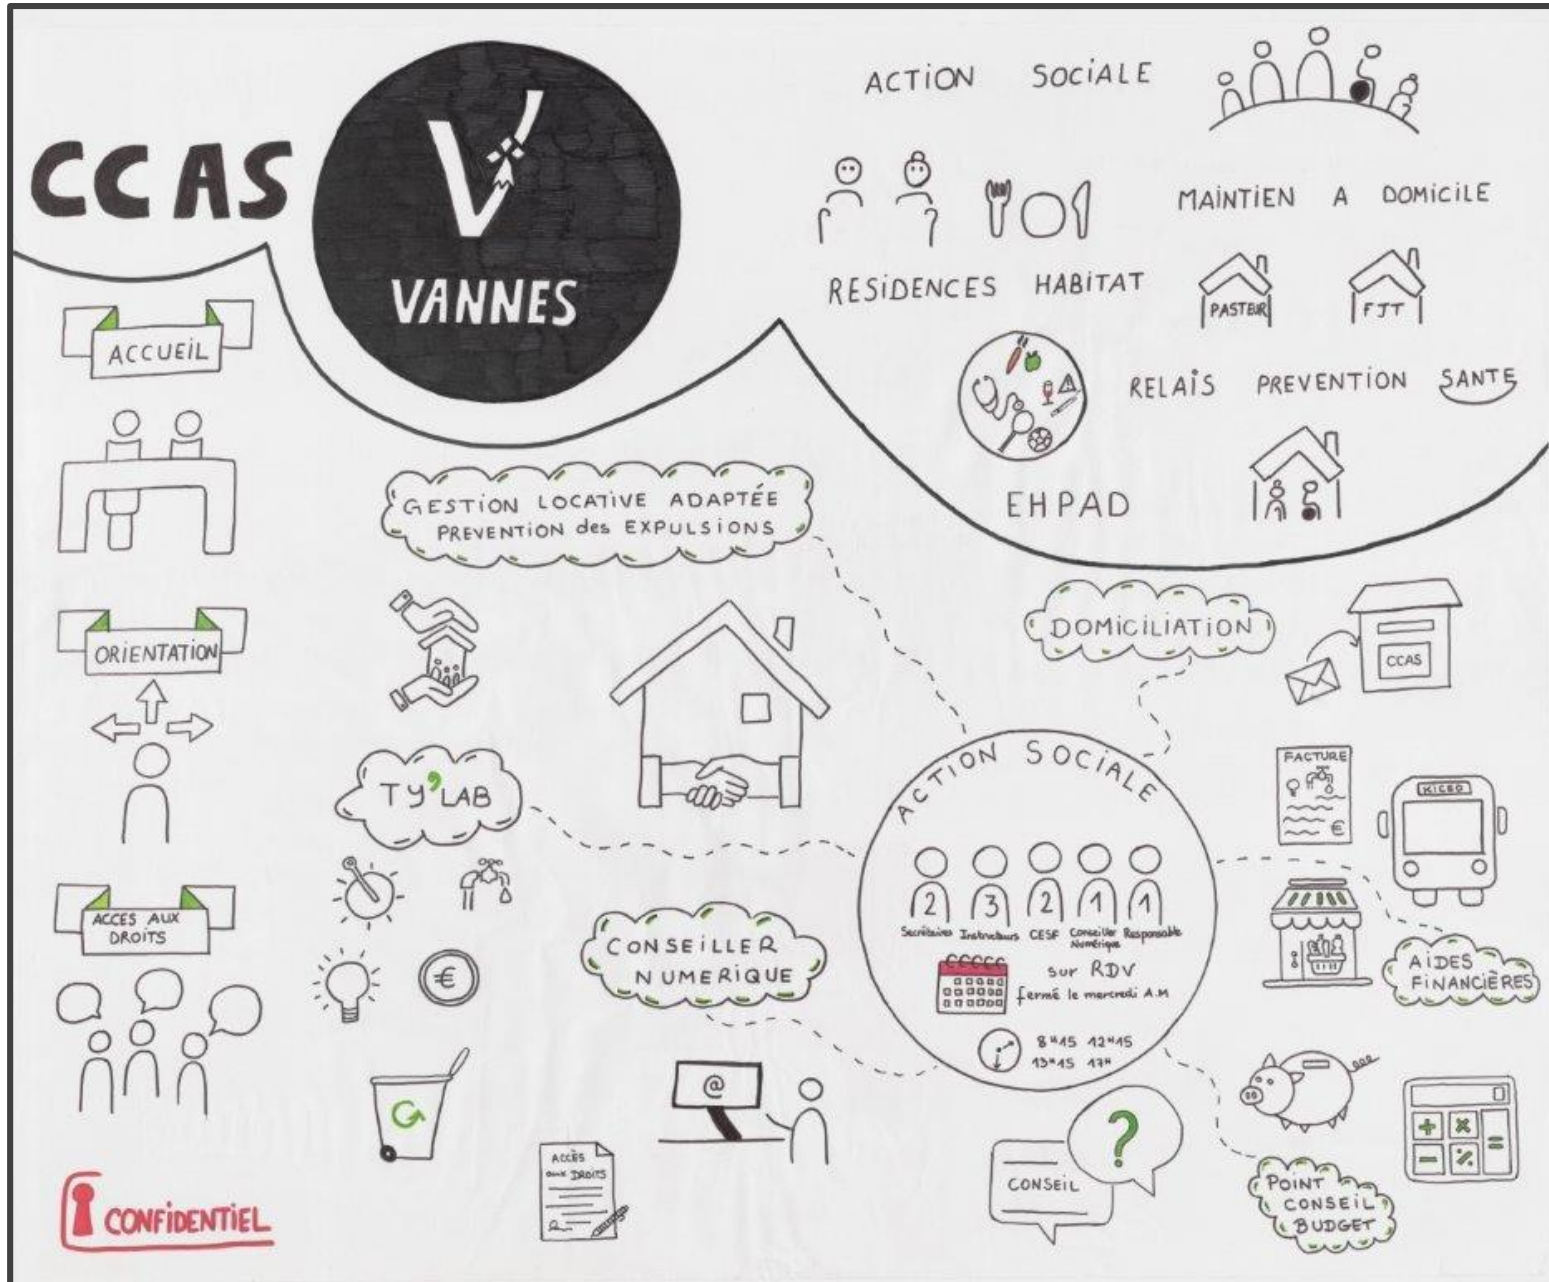 CCAS
VANNES
ACTION SOCIALE
MAINTIEN A DOMICILE
RESIDENCES HABITAT
PASTEUR
FJT
RELAIS PREVENTION SANTE
EHPAD
ACCUEIL
ORIENTATION
ACCES AUX
DROITS
CONFIDENTIEL
GESTION LOCATIVE ADAPTÉE
PREVENTION des EXPULSIONS
TY'LAB
€
CONSEILLER
NUMERIQUE
@
ACCÈS
aux DROITS
DOMICILIATION
CCAS
ACTION SOCIALE
2 3 2 1 1
Secrétaires Instructeurs CESF Conseiller Numérique Responsable
sur RDV
fermé le mercredi A.M
8H15 12H15
13H15 17H
FACTURE
€
KICEO
AIDES
FINANCIÈRES
?
CONSEIL
POINT
CONSEIL
BUDGET
+ × =
- %